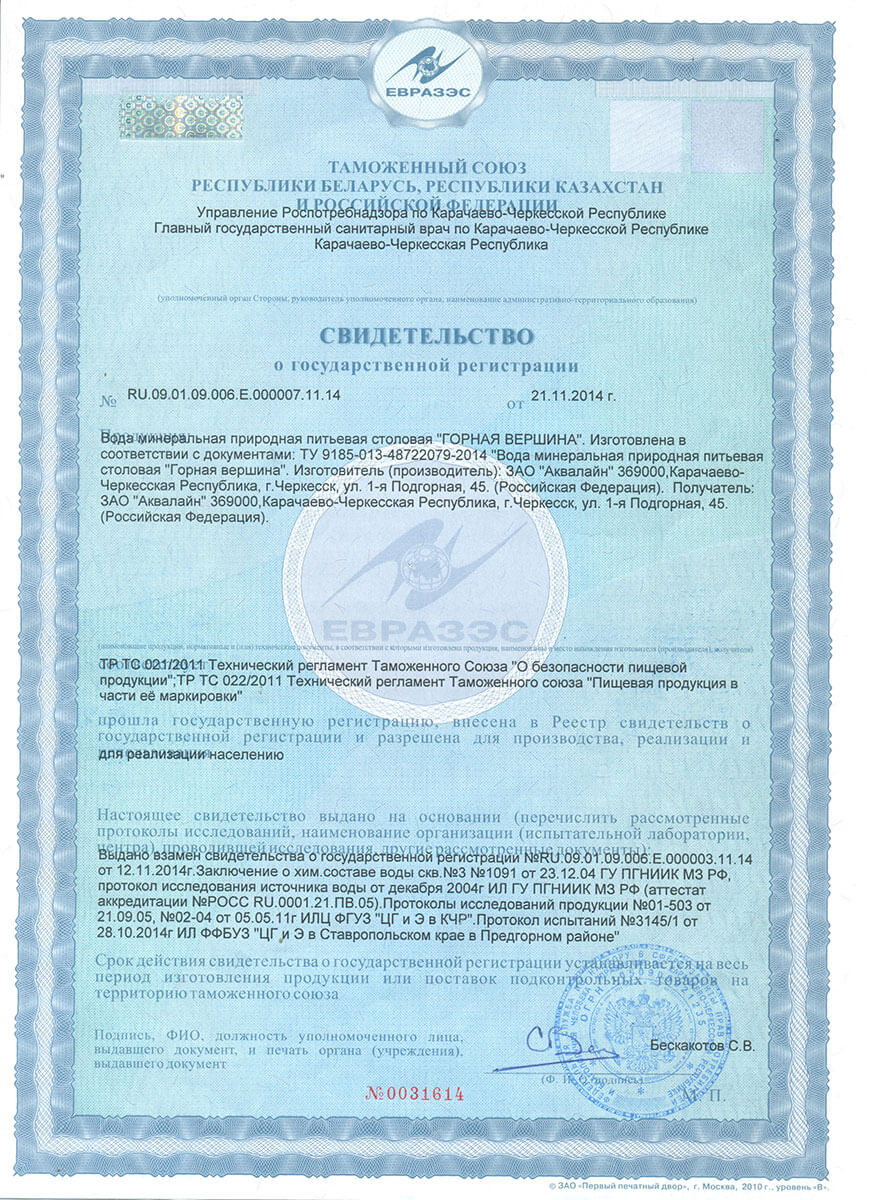 ЕВРАЗЭС
ТАМОЖЕННЫЙ СОЮЗ
РЕСПУБЛИКИ БЕЛАРУСЬ, РЕСПУБЛИКИ КАЗАХСТАН
И РОССИЙСКОЙ ФЕДЕРАЦИИ
Управление Роспотребнадзора по Карачаево-Черкесской Республике
Главный государственный санитарный врач по Карачаево-Черкесской Республике
Карачаево-Черкесская Республика
(уполномоченный орган Стороны, руководитель уполномоченного органа, наименование административно-территориального образования)
СВИДЕТЕЛЬСТВО
о государственной регистрации
№ RU.09.01.09.006.Е.000007.11.14 от 21.11.2014 г.
Вода минеральная природная питьевая столовая "ГОРНАЯ ВЕРШИНА". Изготовлена в
соответствии с документами: ТУ 9185-013-48722079-2014 "Вода минеральная природная питьевая
столовая "Горная вершина". Изготовитель (производитель): ЗАО "Аквалайн" 369000,Карачаево-
Черкесская Республика, г.Черкесск, ул. 1-я Подгорная, 45. (Российская Федерация). Получатель:
ЗАО "Аквалайн" 369000,Карачаево-Черкесская Республика, г.Черкесск, ул. 1-я Подгорная, 45.
(Российская Федерация).
ЕВРАЗЭС
(наименование продукции, нормативные и (или) технические документы, в соответствии с которыми изготовлена продукция, наименование и место нахождения изготовителя (производителя), получателя)
ТР ТС 021/2011 Технический регламент Таможенного Союза "О безопасности пищевой
продукции";ТР ТС 022/2011 Технический регламент Таможенного союза "Пищевая продукция в
части её маркировки"
прошла государственную регистрацию, внесена в Реестр свидетельств о
государственной регистрации и разрешена для производства, реализации и
для реализации населению
Настоящее свидетельство выдано на основании (перечислить рассмотренные
протоколы исследований, наименование организации (испытательной лаборатории,
центра), проводившей исследования, другие рассмотренные документы):
Выдано взамен свидетельства о государственной регистрации №RU.09.01.09.006.Е.000003.11.14
от 12.11.2014г.Заключение о хим.составе воды скв.№3 №1091 от 23.12.04 ГУ ПГНИИК МЗ РФ,
протокол исследования источника воды от декабря 2004г ИЛ ГУ ПГНИИК МЗ РФ (аттестат
аккредитации №РОСС RU.0001.21.ПВ.05).Протоколы исследований продукции №01-503 от
21.09.05, №02-04 от 05.05.11г ИЛЦ ФГУЗ "ЦГ и Э в КЧР".Протокол испытаний №3145/1 от
28.10.2014г ИЛ ФФБУЗ "ЦГ и Э в Ставропольском крае в Предгорном районе"
Срок действия свидетельства о государственной регистрации устанавливается на весь
период изготовления продукции или поставок подконтрольных товаров на
территорию таможенного союза
Подпись, ФИО, должность уполномоченного лица,
выдавшего документ, и печать органа (учреждения),
выдавшего документ
Бескакотов С.В.
(Ф. И. О./подпись)
М. П.
№0031614
© ЗАО «Первый печатный двор», г. Москва, 2010 г., уровень «В».